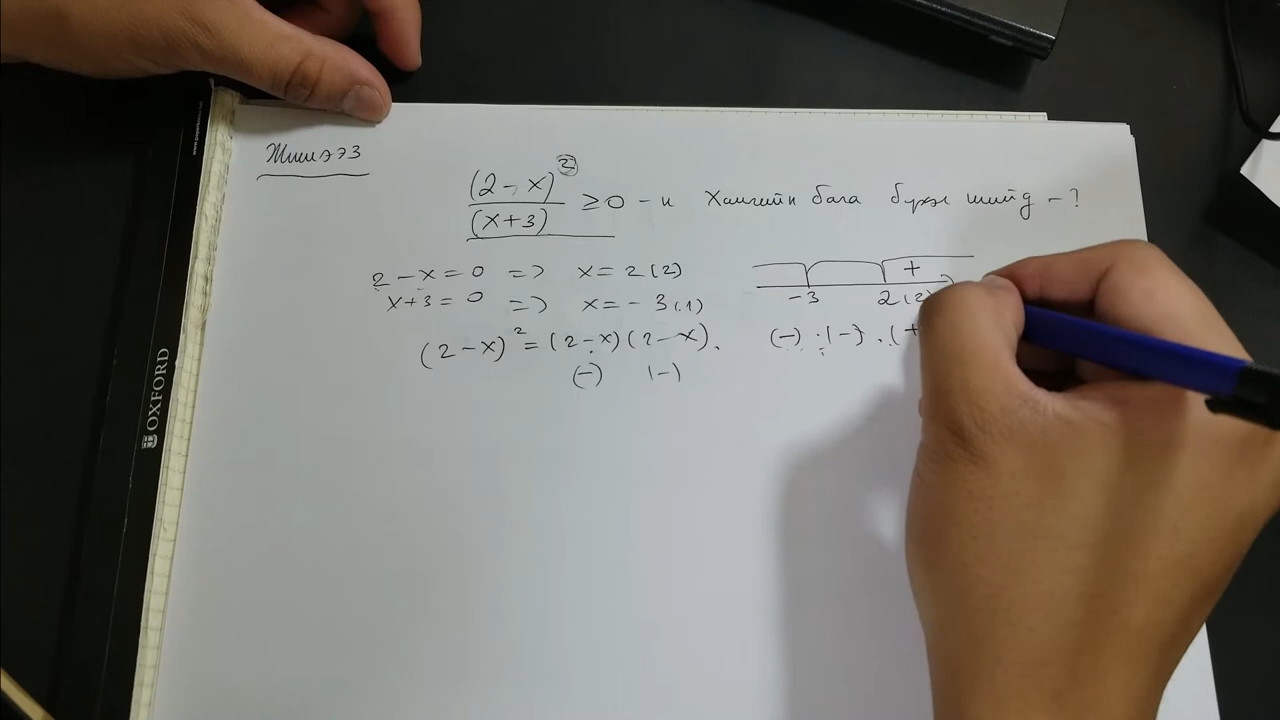 Жишээ 3
(2-x)²
/(x+3) ≥ 0 - н Хамгийн бага бүхэл шийд - ?
2-x=0 => x=2(2)
x+3=0 => x=-3(1)
(2-x)²=(2-x)(2-x).
(-) (-)
+
-3 2(2)
(-)·(-)·(+
OXFORD